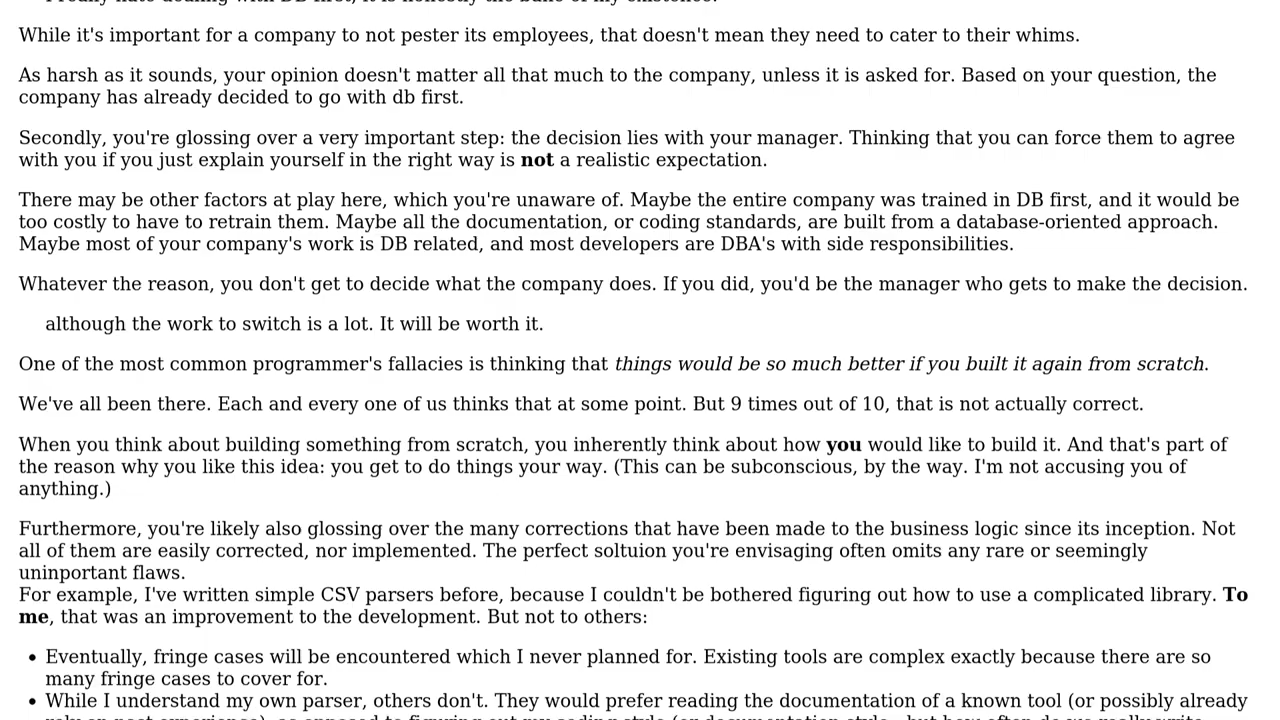 While it's important for a company to not pester its employees, that doesn't mean they need to cater to their whims.
As harsh as it sounds, your opinion doesn't matter all that much to the company, unless it is asked for. Based on your question, the
company has already decided to go with db first.
Secondly, you're glossing over a very important step: the decision lies with your manager. Thinking that you can force them to agree
with you if you just explain yourself in the right way is not a realistic expectation.
There may be other factors at play here, which you're unaware of. Maybe the entire company was trained in DB first, and it would be
too costly to have to retrain them. Maybe all the documentation, or coding standards, are built from a database-oriented approach.
Maybe most of your company's work is DB related, and most developers are DBA's with side responsibilities.
Whatever the reason, you don't get to decide what the company does. If you did, you'd be the manager who gets to make the decision.
although the work to switch is a lot. It will be worth it.
One of the most common programmer's fallacies is thinking that things would be so much better if you built it again from scratch.
We've all been there. Each and every one of us thinks that at some point. But 9 times out of 10, that is not actually correct.
When you think about building something from scratch, you inherently think about how you would like to build it. And that's part of
the reason why you like this idea: you get to do things your way. (This can be subconscious, by the way. I'm not accusing you of
anything.)
Furthermore, you're likely also glossing over the many corrections that have been made to the business logic since its inception. Not
all of them are easily corrected, nor implemented. The perfect soltuion you're envisaging often omits any rare or seemingly
uninportant flaws.
For example, I've written simple CSV parsers before, because I couldn't be bothered figuring out how to use a complicated library. To
me, that was an improvement to the development. But not to others:
• Eventually, fringe cases will be encountered which I never planned for. Existing tools are complex exactly because there are so
many fringe cases to cover for.
• While I understand my own parser, others don't. They would prefer reading the documentation of a known tool (or possibly already